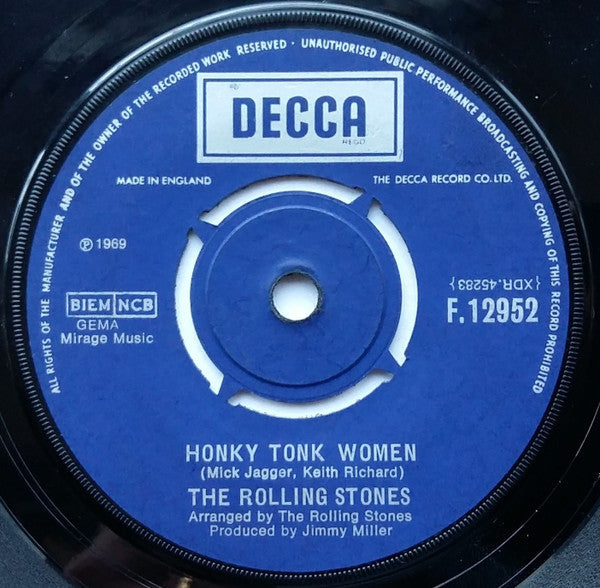 ALL RIGHTS OF THE MANUFACTURER AND OF THE OWNER OF THE RECORDED WORK RESERVED · UNAUTHORISED PUBLIC PERFORMANCE BROADCASTING AND COPYING OF THIS RECORD PROHIBITED
DECCA
REGD
MADE IN ENGLAND
THE DECCA RECORD CO. LTD.
℗ 1969
(XDR.45283)
BIEM NCB
F.12952
GEMA
Mirage Music
HONKY TONK WOMEN
(Mick Jagger, Keith Richard)
THE ROLLING STONES
Arranged by The Rolling Stones
Produced by Jimmy Miller